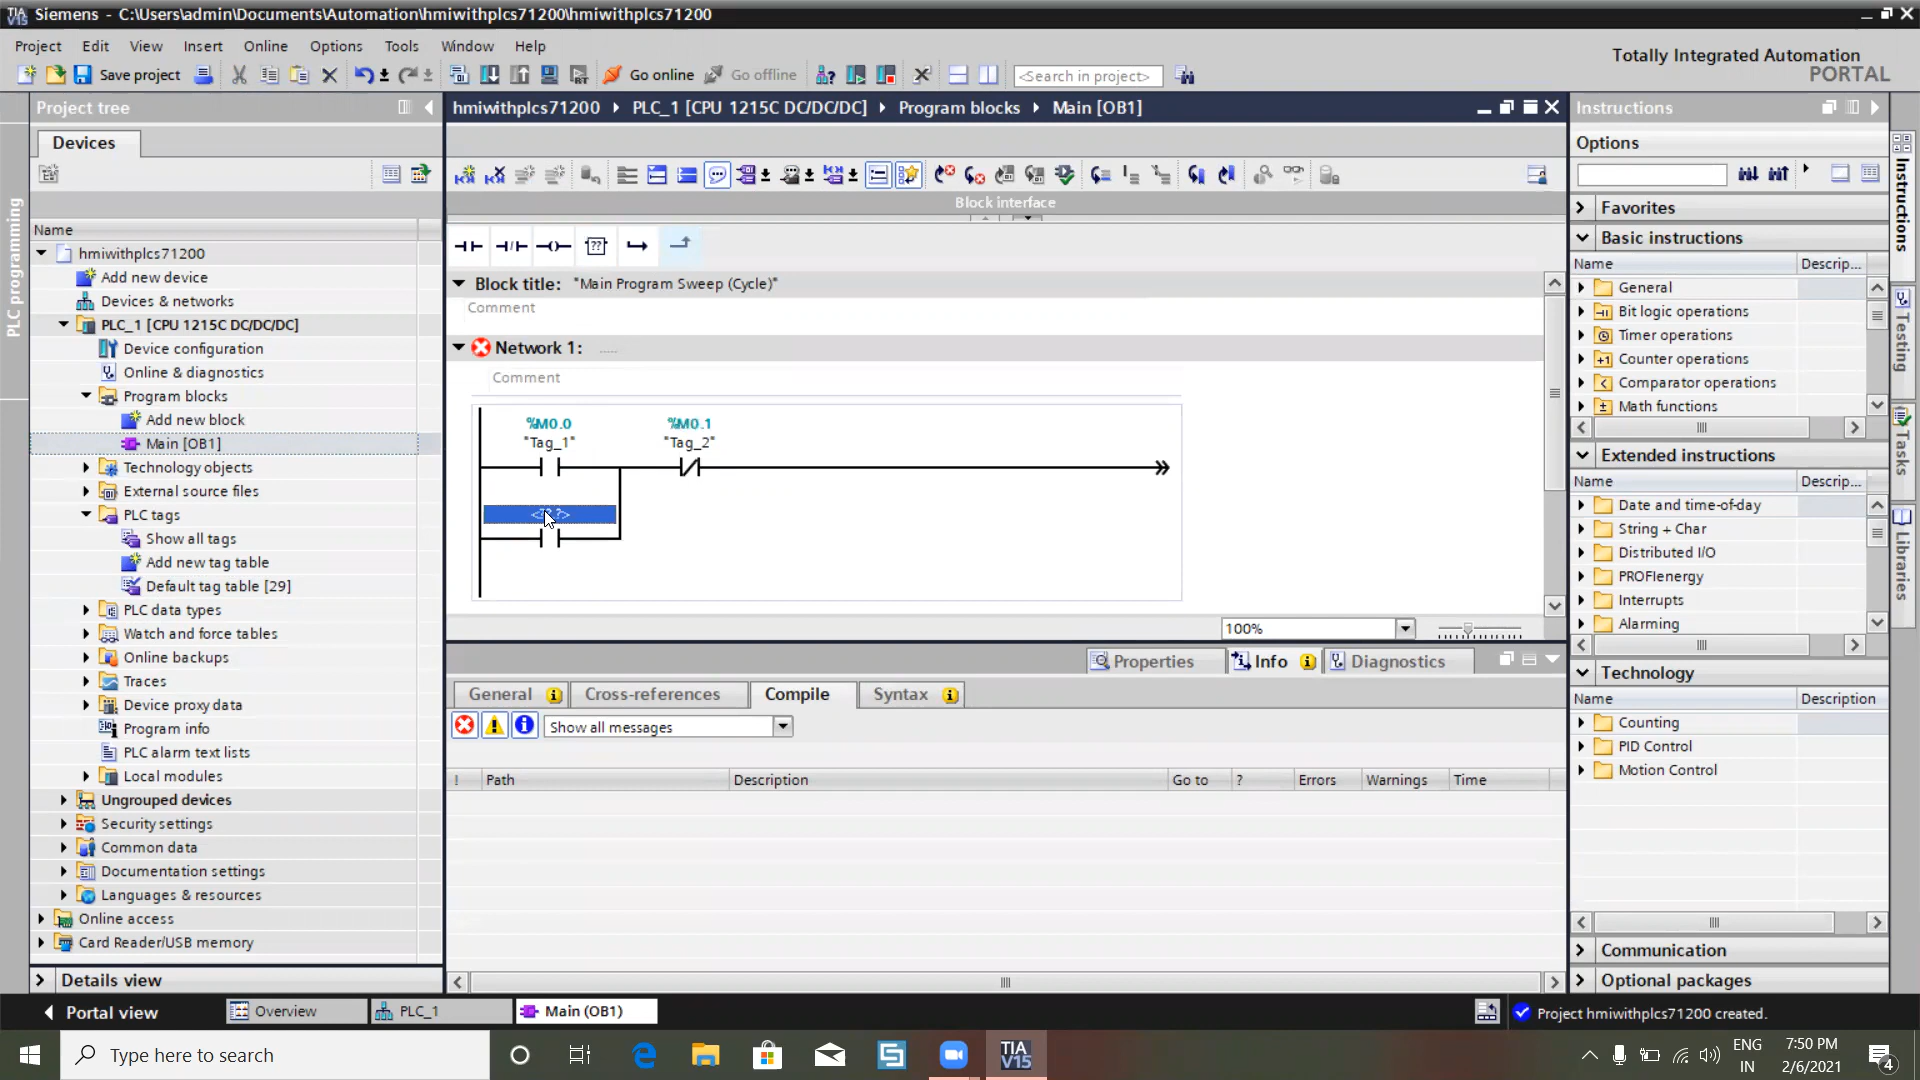 Siemens - C:\Users\admin\Documents\Automation\hmiwithplcs71200\hmiwithplcs71200
Project Edit View Insert Online Options Tools Window Help
Totally Integrated Automation
PORTAL
Save project
Go online
Go offline
<Search in project>
Project tree
hmiwithplcs71200 PLC_1 [CPU 1215C DC/DC/DC] Program blocks Main [OB1]
Instructions
Devices
Options
Block interface
PLC programming
Name
hmiwithplcs71200
Add new device
Devices & networks
PLC_1 [CPU 1215C DC/DC/DC]
Device configuration
Online & diagnostics
Program blocks
Add new block
Main [OB1]
Technology objects
External source files
PLC tags
Show all tags
Add new tag table
Default tag table [29]
PLC data types
Watch and force tables
Online backups
Traces
Device proxy data
Program info
PLC alarm text lists
Local modules
Ungrouped devices
Security settings
Common data
Documentation settings
Languages & resources
Online access
Card Reader/USB memory
Details view
Block title: "Main Program Sweep (Cycle)"
Comment
Network 1: .....
Comment
%M0.0 %M0.1
"Tag_1" "Tag_2"
100%
Properties Info Diagnostics
General Cross-references Compile Syntax
Show all messages
! Path Description Go to ? Errors Warnings Time
Favorites
Basic instructions
Name Descrip...
General
Bit logic operations
Timer operations
Counter operations
Comparator operations
Math functions
Extended instructions
Name Descrip...
Date and time-of-day
String + Char
Distributed I/O
PROFIenergy
Interrupts
Alarming
Technology
Name Description
Counting
PID Control
Motion Control
Communication
Optional packages
Instructions
Testing
Tasks
Libraries
Portal view Overview PLC_1 Main (OB1)
Project hmiwithplcs71200 created.
Type here to search
TIA
V15
ENG
IN
7:50 PM
2/6/2021
4